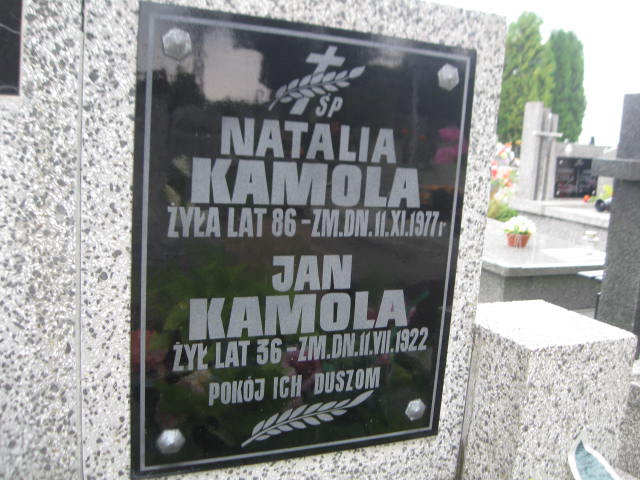 ŚP
NATALIA
KAMOLA
ŻYŁA LAT 86 - ZM. DN. 11. XI. 1977 r
JAN
KAMOLA
ŻYŁ LAT 36 - ZM. DN. 11. VII. 1922
POKÓJ ICH DUSZOM